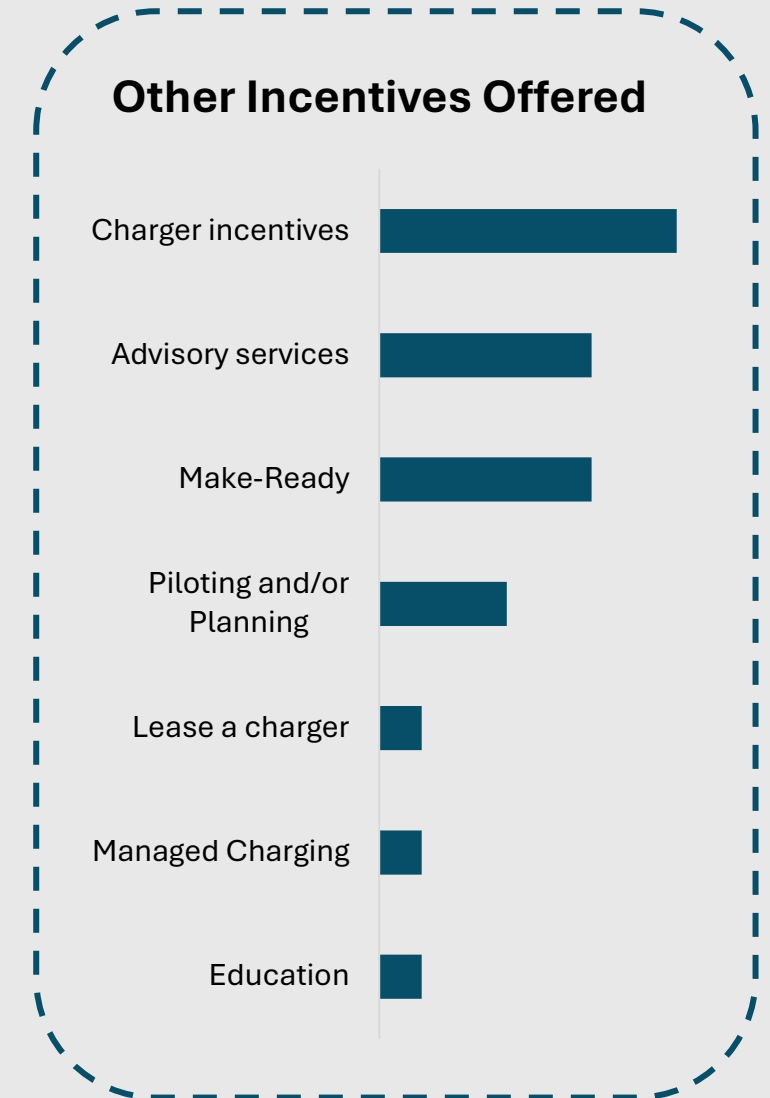 Other Incentives Offered
Charger incentives
Advisory services
Make-Ready
Piloting and/or
Planning
Lease a charger
Managed Charging
Education